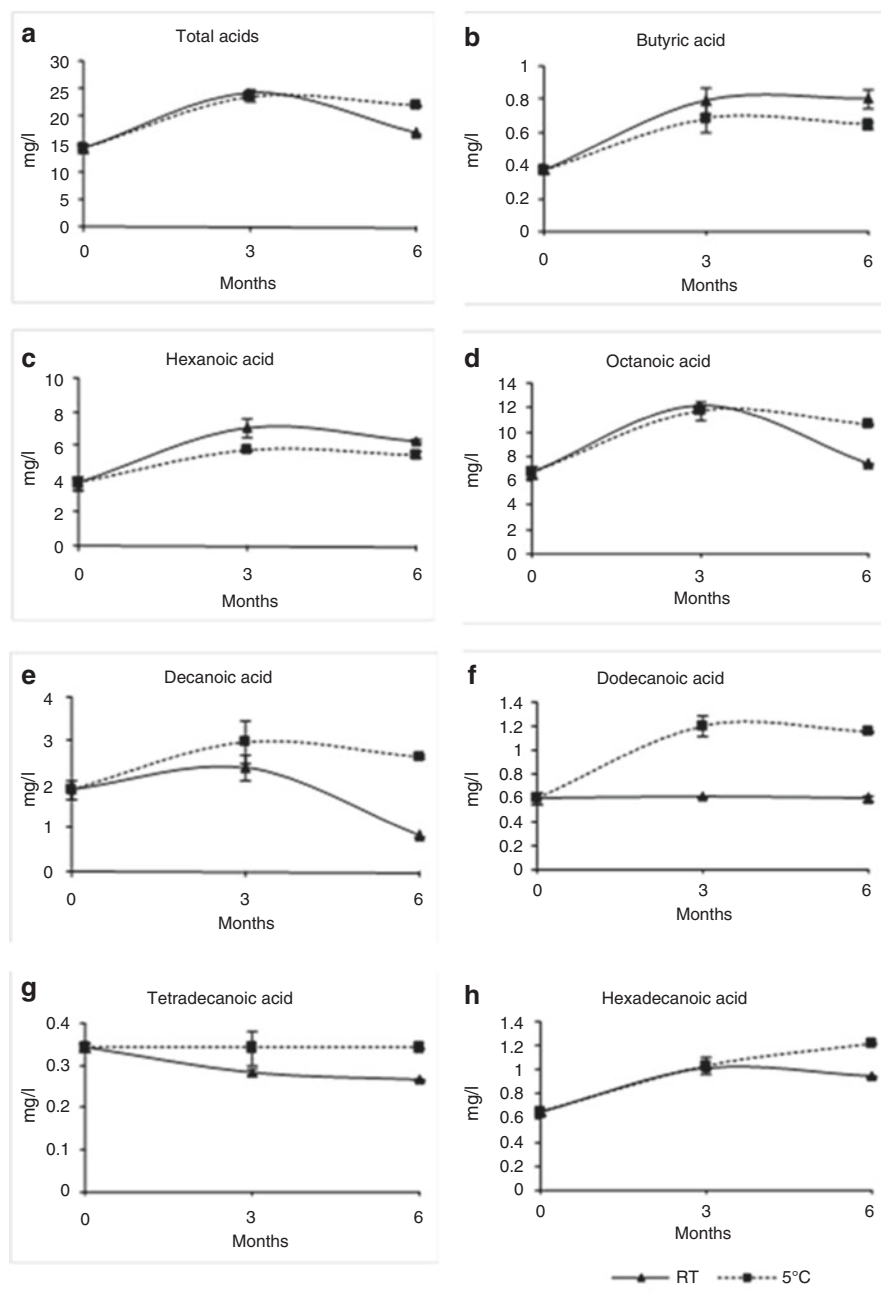 a
Total acids
30
25
20
15
10
5
0
mg/l
0 3 6
Months
b
Butyric acid
1
0.8
0.6
0.4
0.2
0
mg/l
0 3 6
Months
c
Hexanoic acid
10
8
6
4
2
0
mg/l
0 3 6
Months
d
Octanoic acid
14
12
10
8
6
4
2
0
mg/l
0 3 6
Months
e
Decanoic acid
4
3
2
1
0
mg/l
0 3 6
Months
f
Dodecanoic acid
1.4
1.2
1
0.8
0.6
0.4
0.2
0
mg/l
0 3 6
Months
g
Tetradecanoic acid
0.4
0.3
0.2
0.1
0
mg/l
0 3 6
Months
h
Hexadecanoic acid
1.4
1.2
1
0.8
0.6
0.4
0.2
0
mg/l
0 3 6
Months
RT 5°C